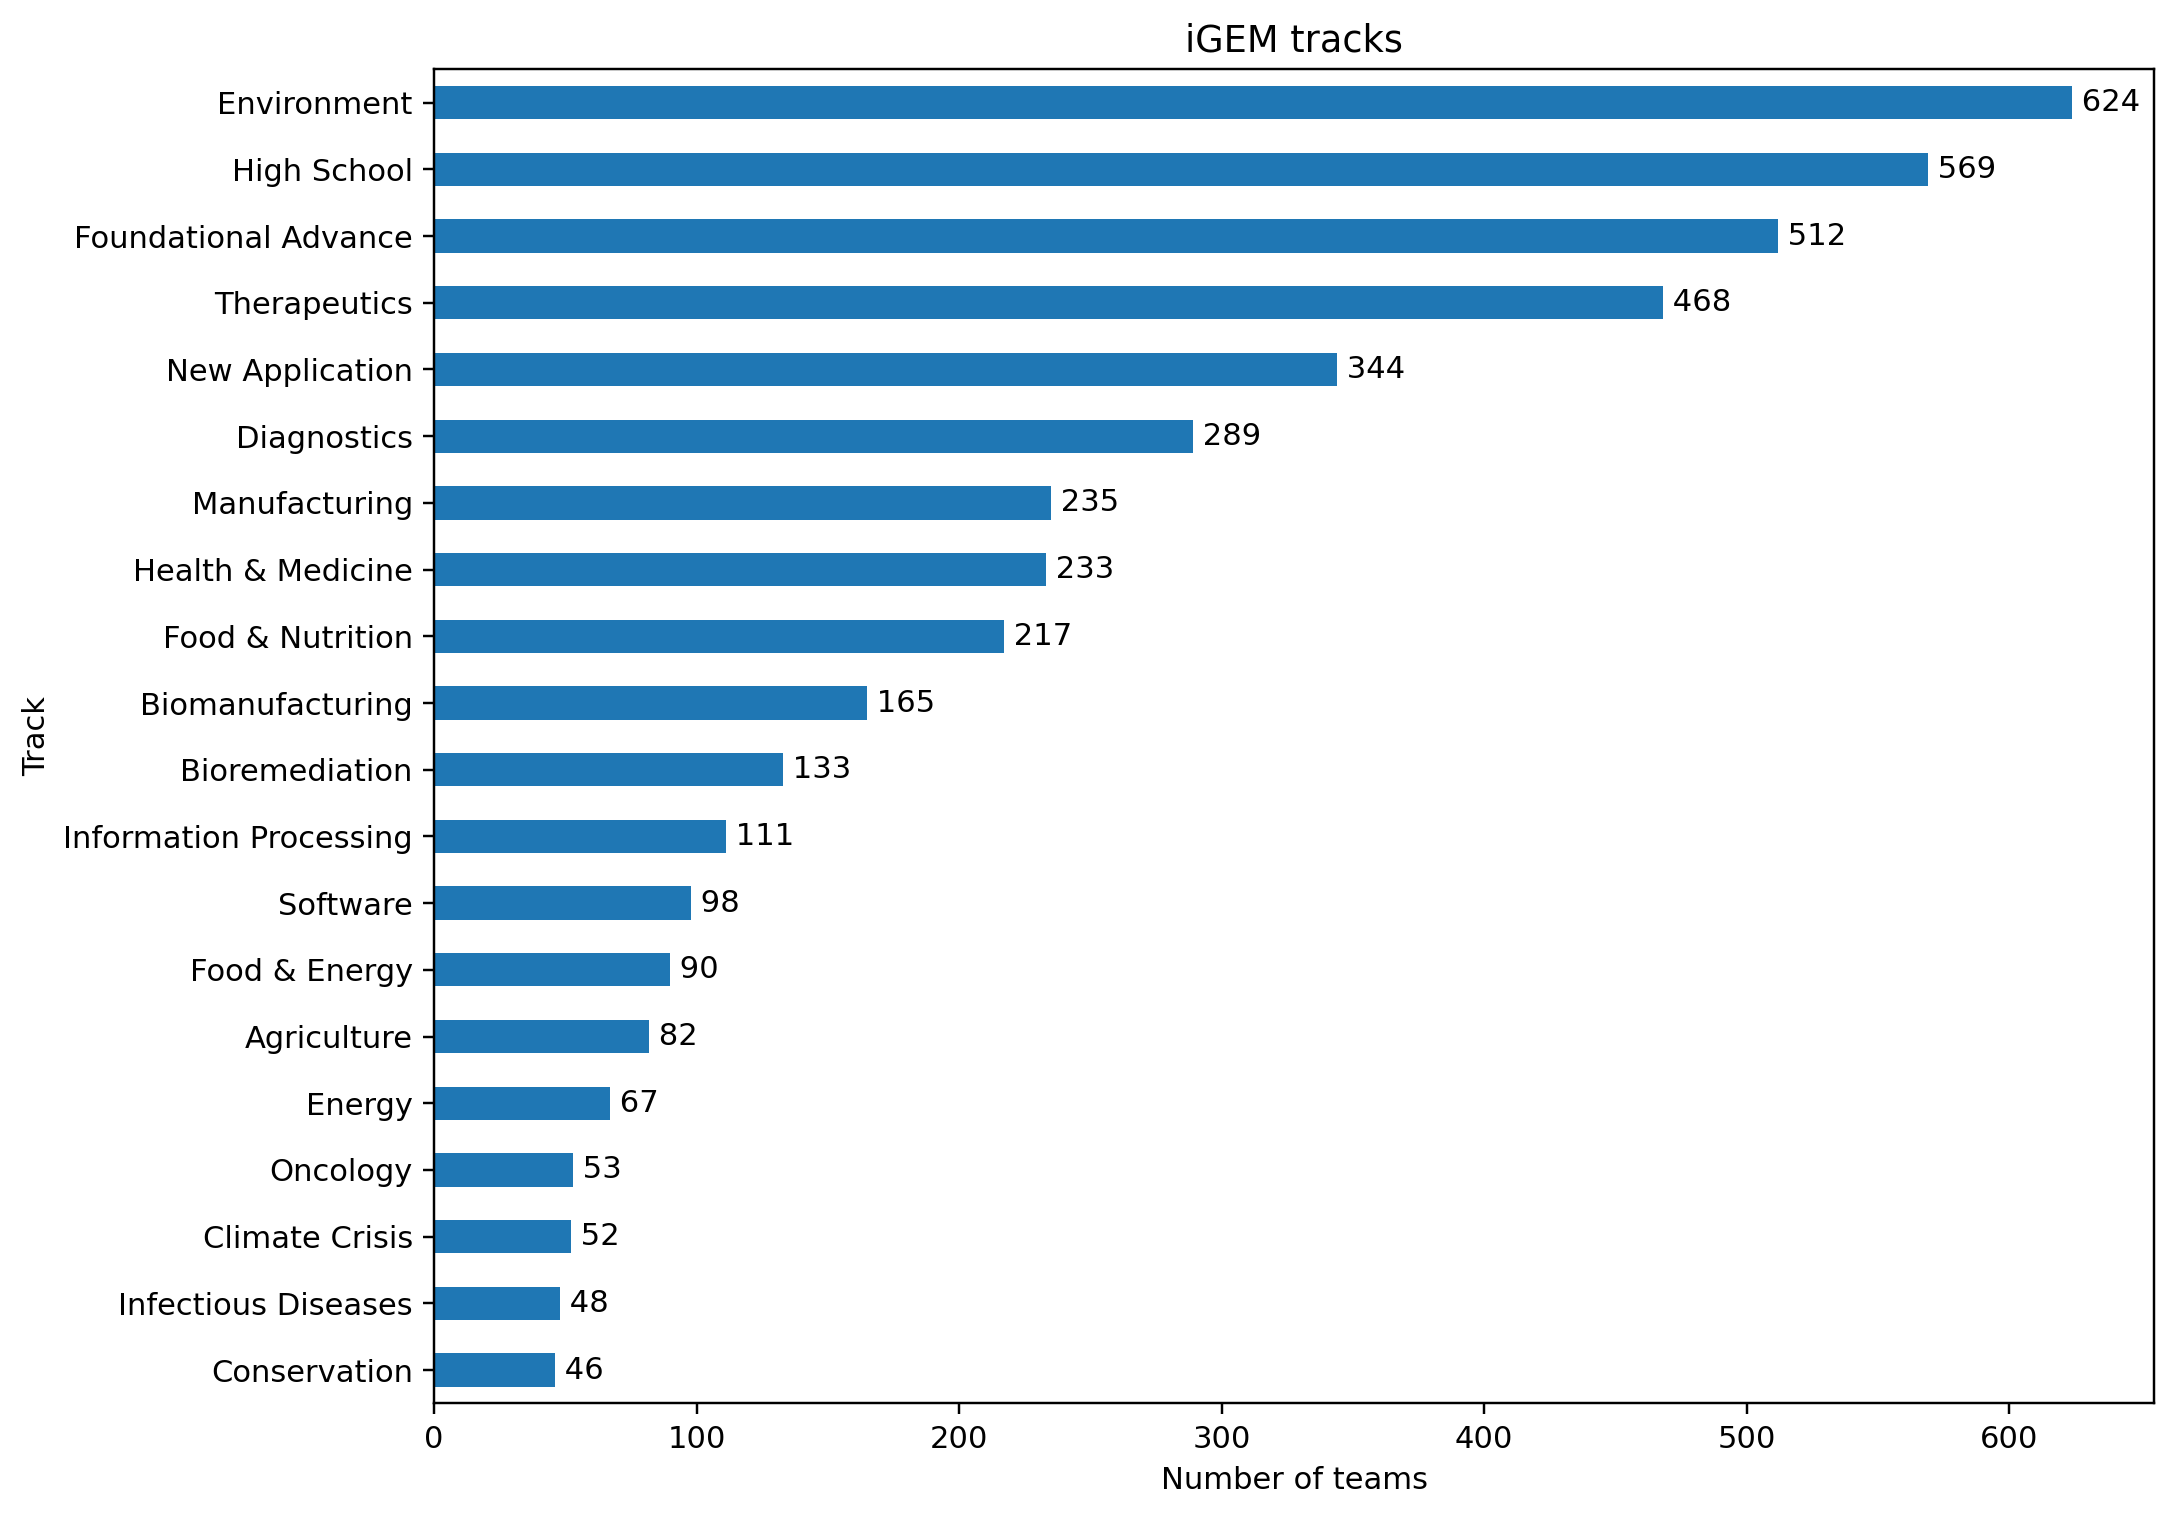 iGEM tracks
Environment 624
High School 569
Foundational Advance 512
Therapeutics 468
New Application 344
Diagnostics 289
Manufacturing 235
Health & Medicine 233
Food & Nutrition 217
Biomanufacturing 165
Bioremediation 133
Information Processing 111
Software 98
Food & Energy 90
Agriculture 82
Energy 67
Oncology 53
Climate Crisis 52
Infectious Diseases 48
Conservation 46
Track
0 100 200 300 400 500 600
Number of teams